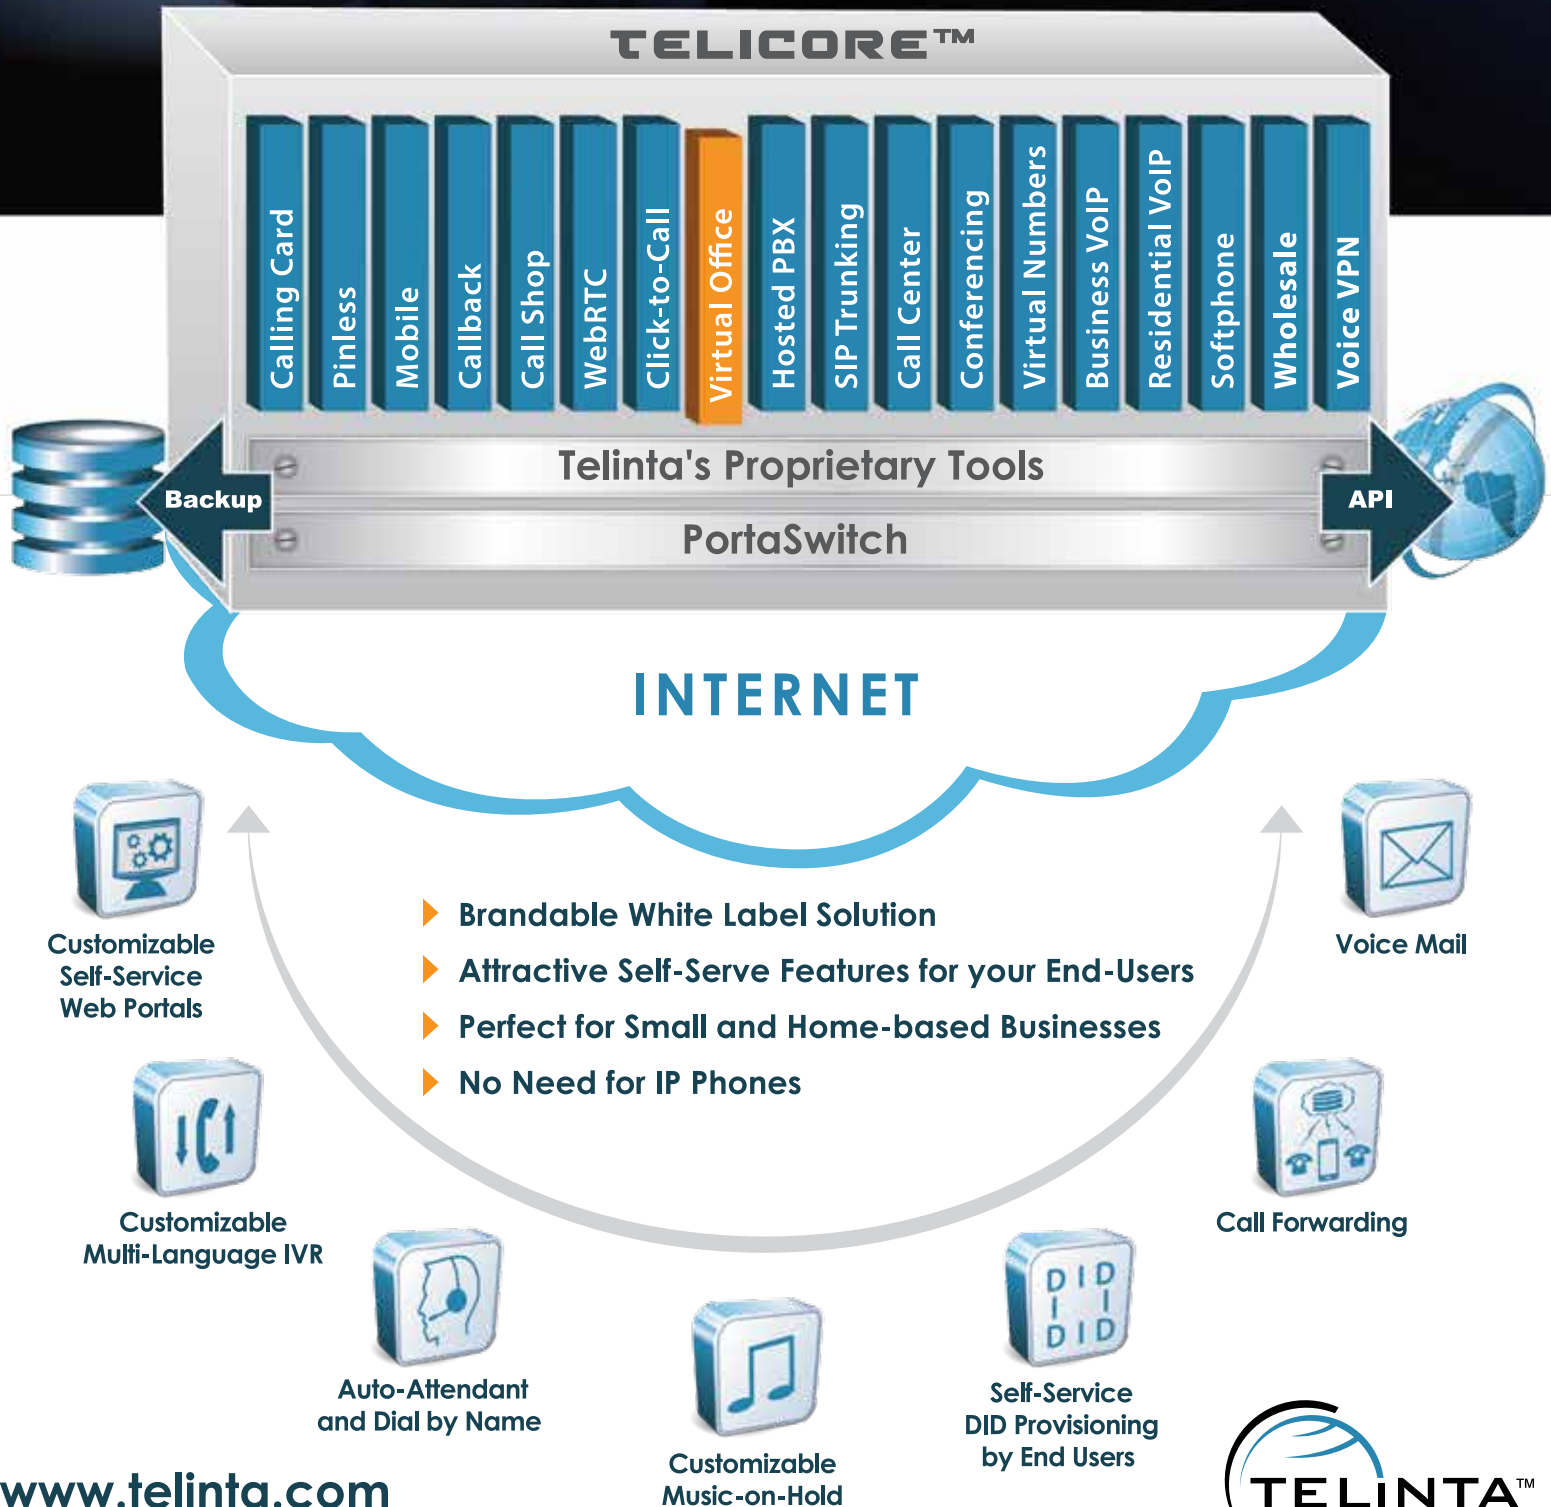 TELICORE™
Calling Card
Pinless
Mobile
Callback
Call Shop
WebRTC
Click-to-Call
Virtual Office
Hosted PBX
SIP Trunking
Call Center
Conferencing
Virtual Numbers
Business VoIP
Residential VoIP
Softphone
Wholesale
Voice VPN
Telinta's Proprietary Tools
Backup
API
PortaSwitch
INTERNET
Brandable White Label Solution
Attractive Self-Serve Features for your End-Users
Perfect for Small and Home-based Businesses
No Need for IP Phones
Customizable
Self-Service
Web Portals
Voice Mail
Customizable
Multi-Language IVR
Call Forwarding
Auto-Attendant
and Dial by Name
DID
I I
DID
Self-Service
DID Provisioning
by End Users
Customizable
Music-on-Hold
www.telinta.com
TELINTA™